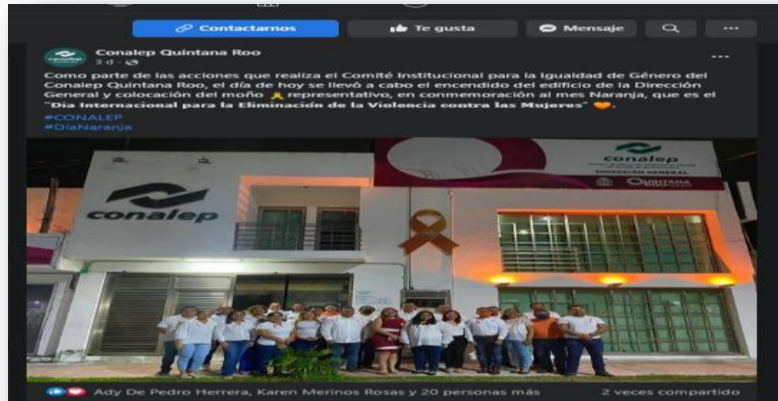 Contactarnos
Te gusta
Mensaje
Conalep Quintana Roo
3 d
Como parte de las acciones que realiza el Comité Institucional para la Igualdad de Género del
Conalep Quintana Roo, el día de hoy se llevó a cabo el encendido del edificio de la Dirección
General y colocación del moño 🎗 representativo, en conmemoración al mes Naranja, que es el
"Dia Internacional para la Eliminación de la Violencia contra las Mujeres" 🧡.
#CONALEP
#DíaNaranja
conalep
conalep
DIRECCIÓN GENERAL
QUINTANA
Ady De Pedro Herrera, Karen Merinos Rosas y 20 personas más
2 veces compartido